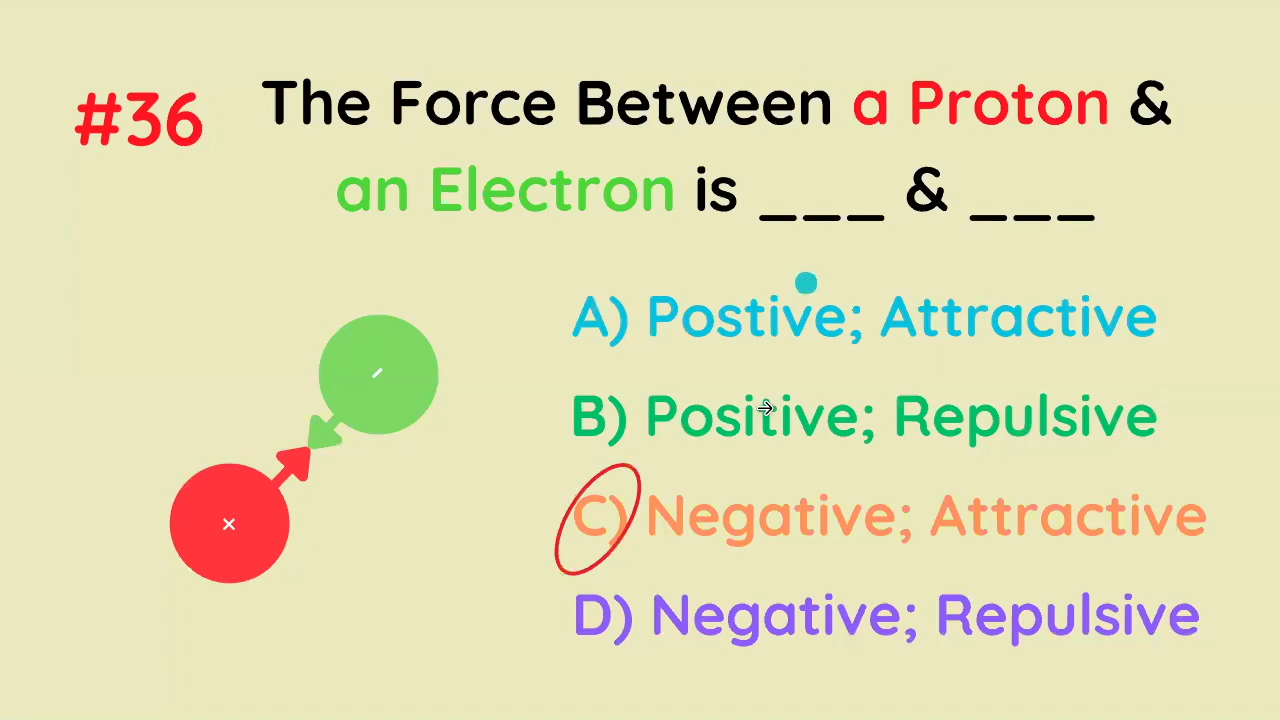 #36 The Force Between a Proton &
an Electron is ___ & ___
A) Postive; Attractive
B) Positive; Repulsive
C) Negative; Attractive
D) Negative; Repulsive